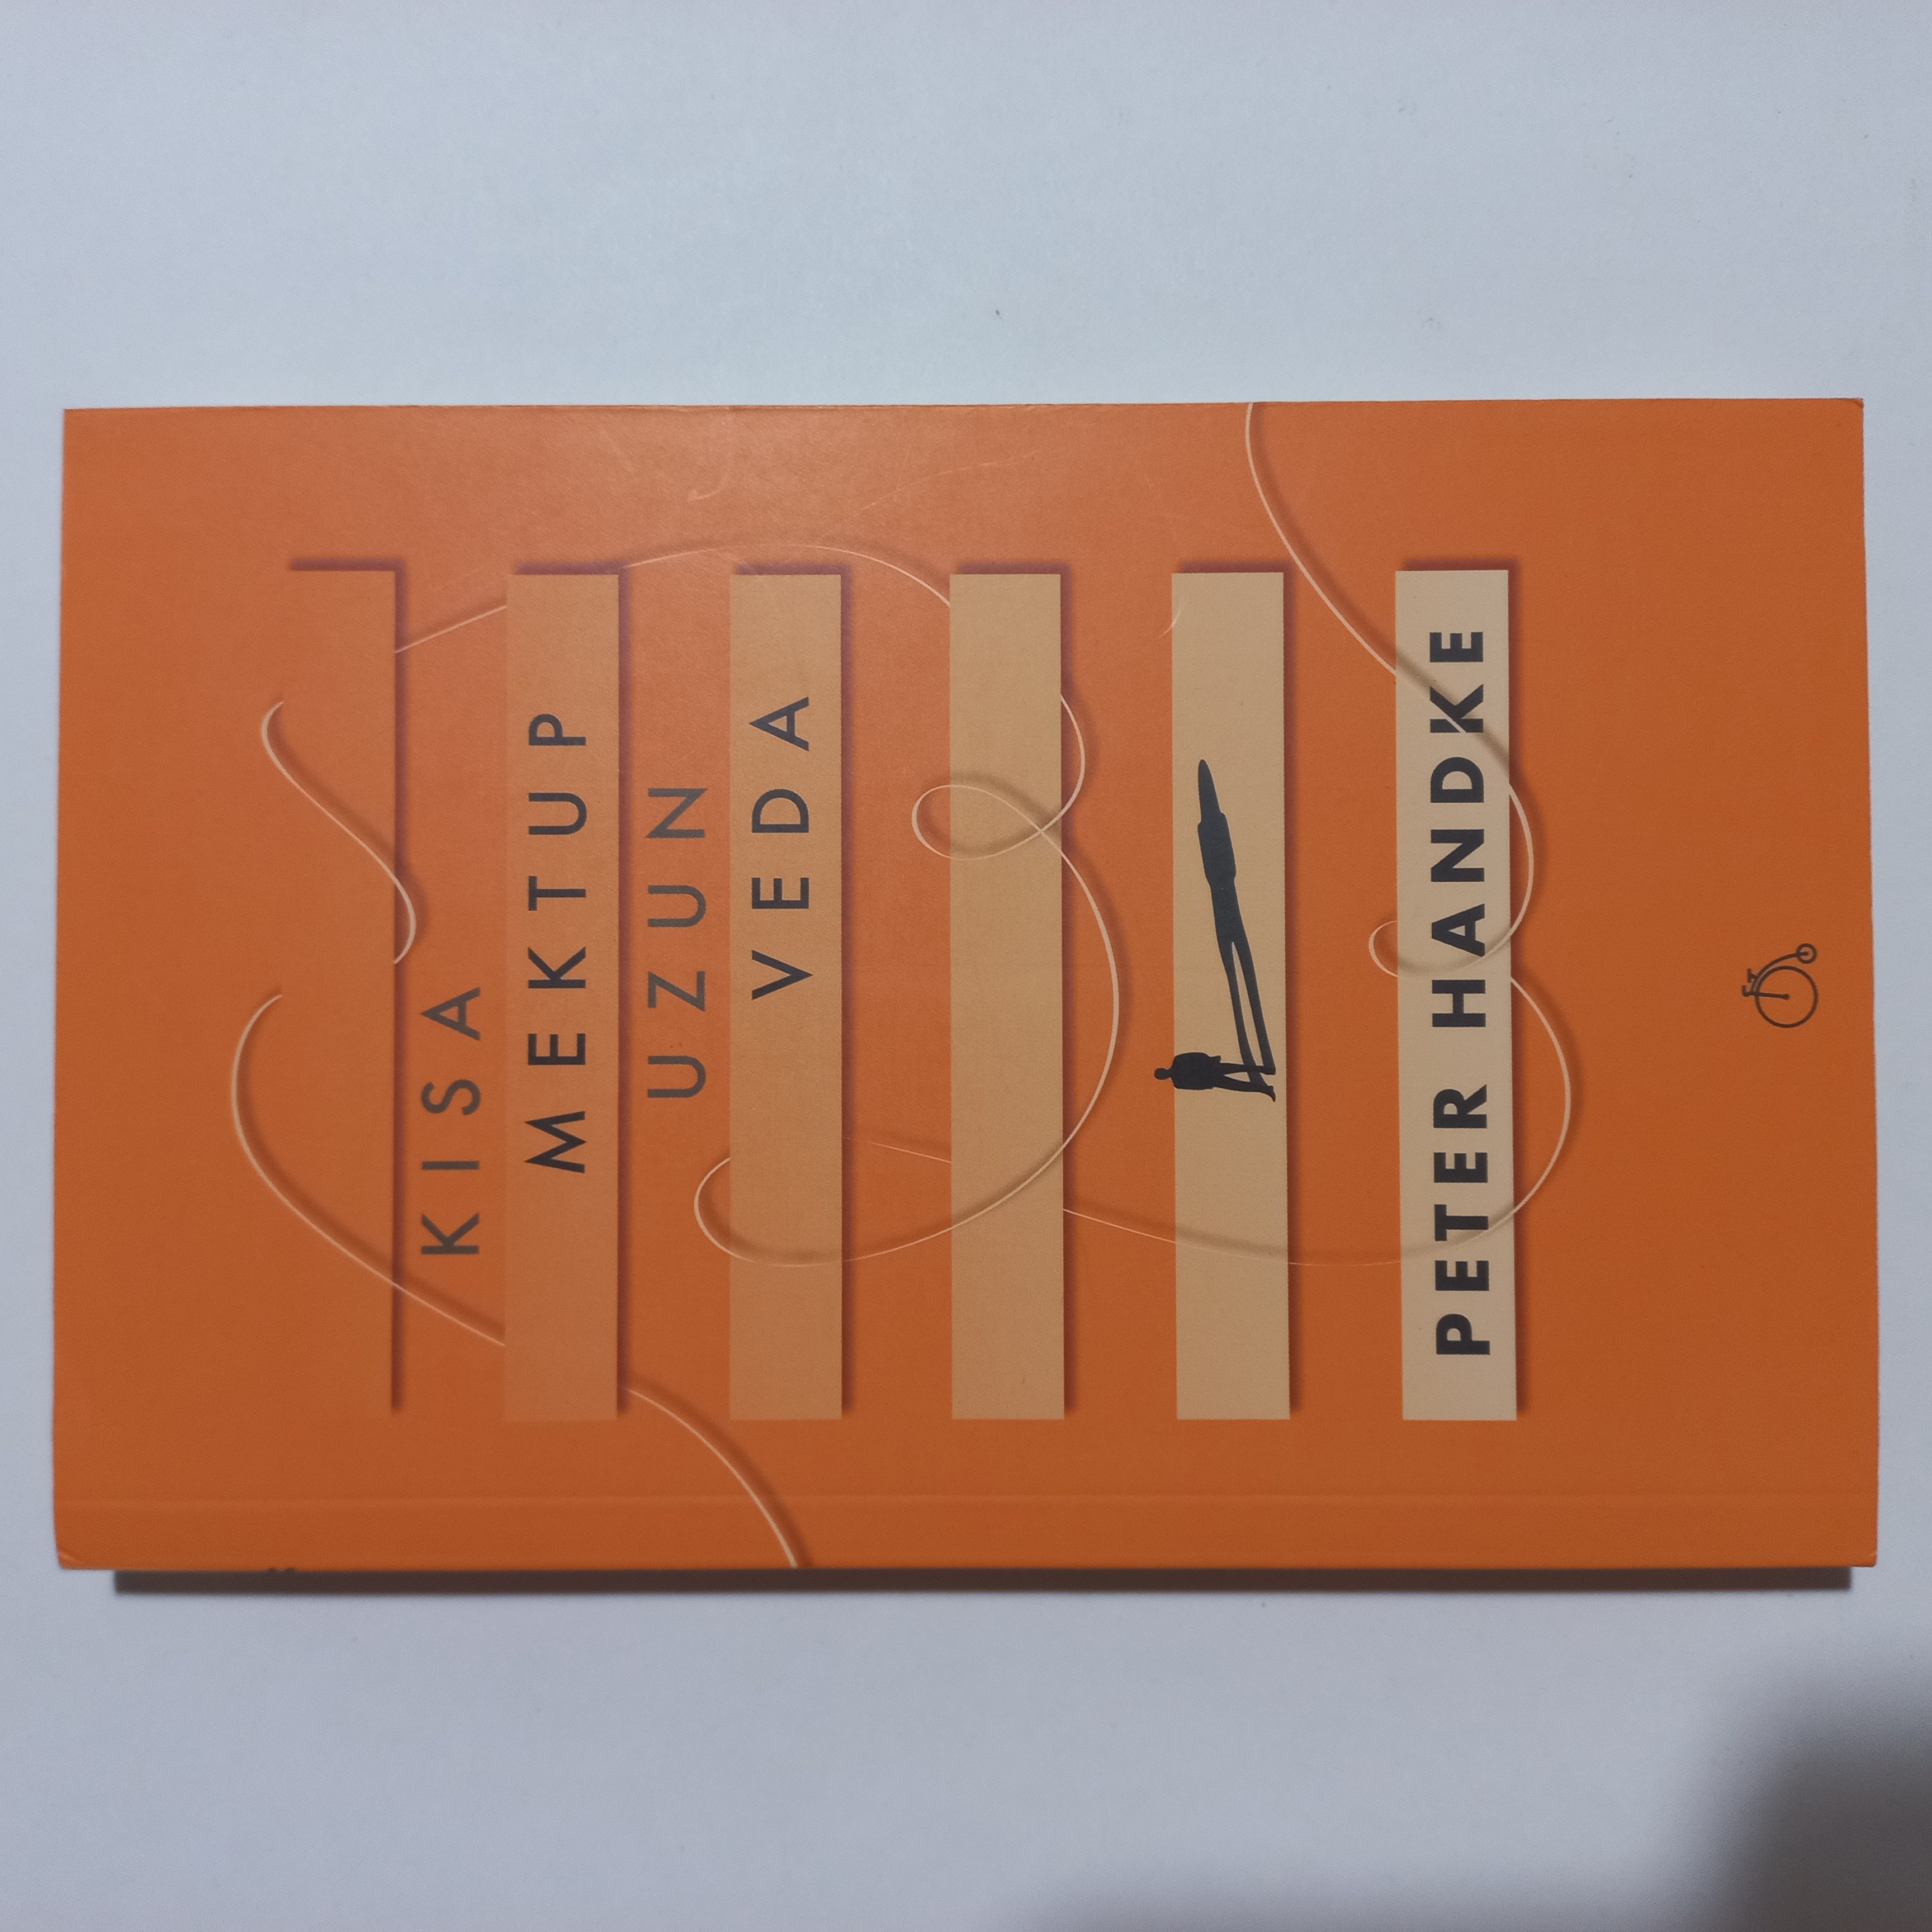 KISA
MEKTUP
UZUN
VEDA
PETER HANDKE